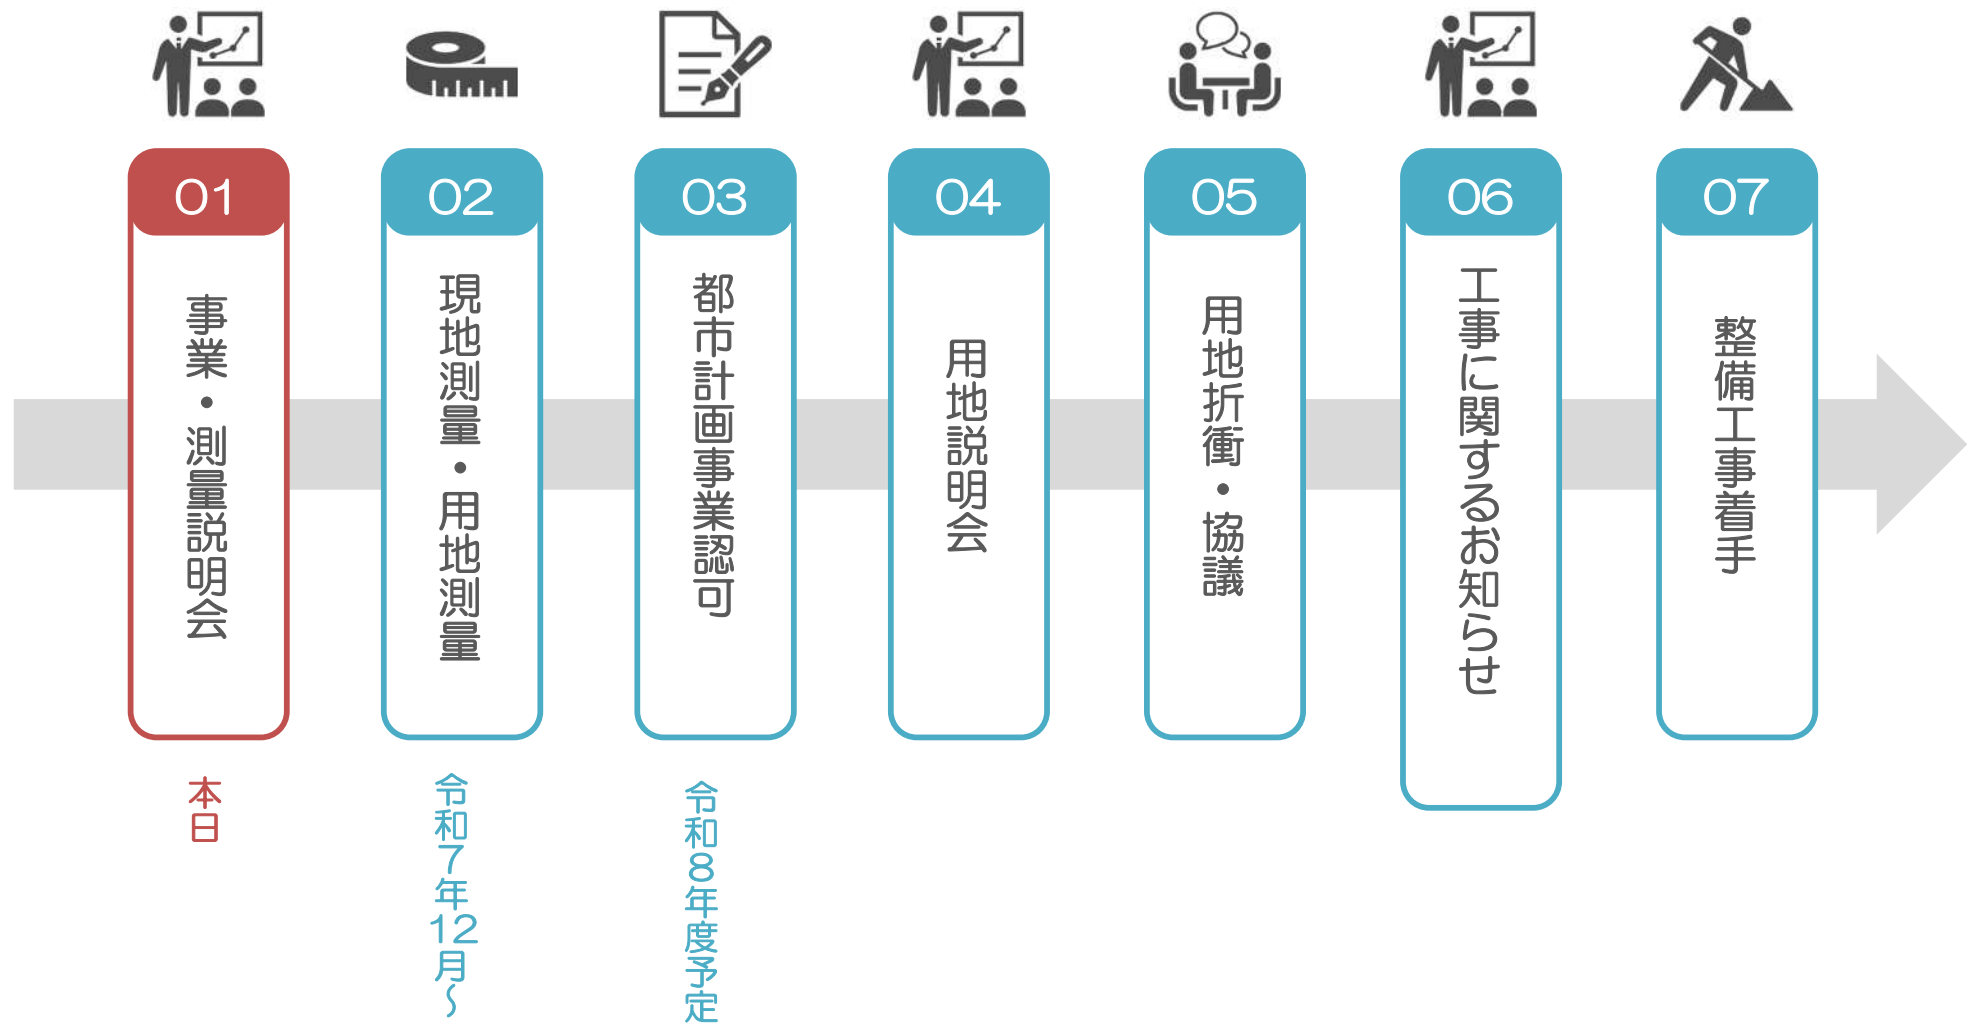 01
事業・測量説明会
本日
02
現地測量・用地測量
令和7年12月～
03
都市計画事業認可
令和8年度予定
04
用地説明会
05
用地折衝・協議
06
工事に関するお知らせ
07
整備工事着手